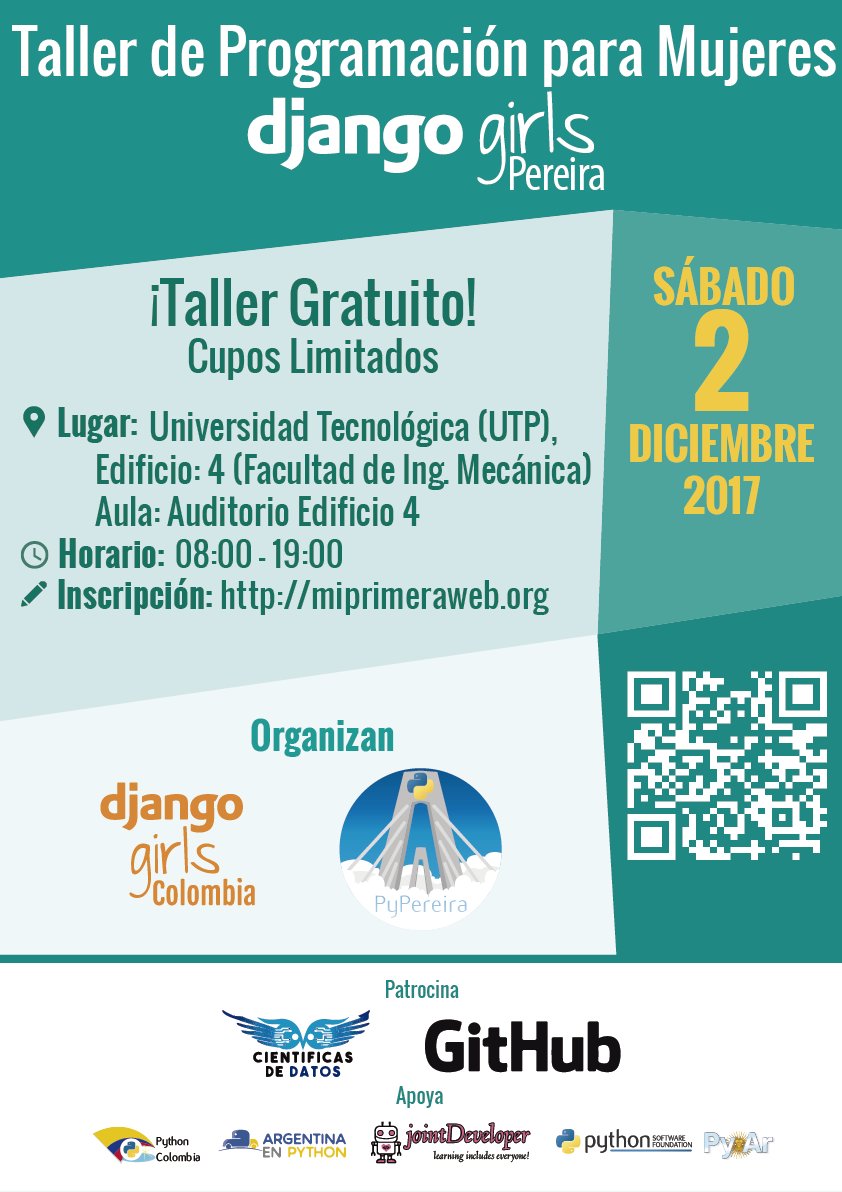 Taller de Programación para Mujeres
django girls
Pereira
¡Taller Gratuito!
Cupos Limitados
Lugar: Universidad Tecnológica (UTP),
Edificio: 4 (Facultad de Ing. Mecánica)
Aula: Auditorio Edificio 4
Horario: 08:00 - 19:00
Inscripción: http://miprimeraweb.org
SÁBADO
2
DICIEMBRE
2017
Organizan
django
girls
Colombia
PyPereira
Patrocina
CIENTIFICAS
DE DATOS
GitHub
Apoya
Python
Colombia
ARGENTINA
EN PYTHON
jointDeveloper
learning includes everyone!
python SOFTWARE
FOUNDATION
PyAr